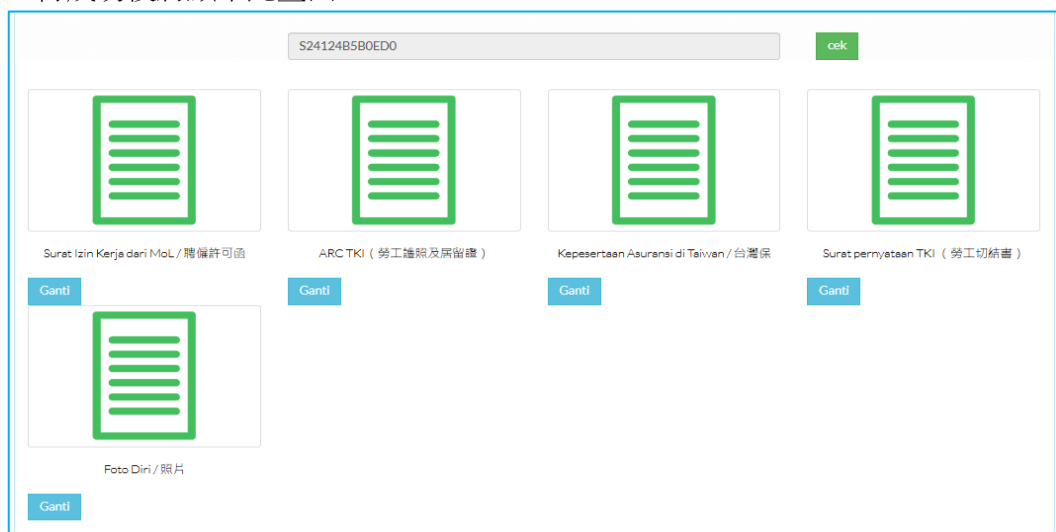 S24124B5B0ED0
cek
Surat Izin Kerja dari MoL / 聘僱許可函
ARC TKI ( 勞工護照及居留證 )
Kepesertaan Asuransi di Taiwan / 台灣保
Surat pernyataan TKI ( 勞工切結書 )
Ganti
Ganti
Ganti
Ganti
Foto Diri / 照片
Ganti